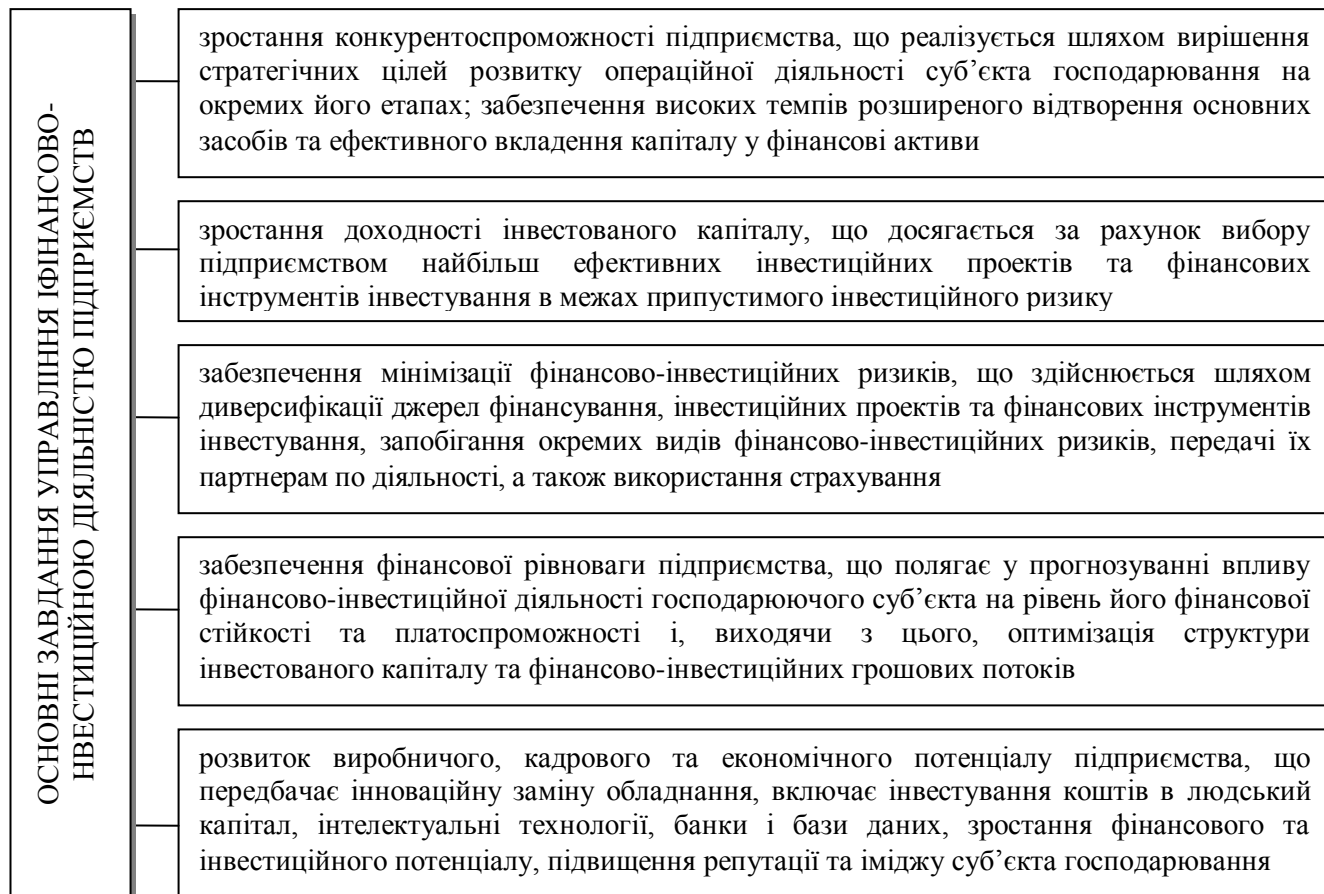 ОСНОВНІ ЗАВДАННЯ УПРАВЛІННЯ ІФІНАНСОВО-
НВЕСТИЦІЙНОЮ ДІЯЛЬНІСТЮ ПІДПРИЄМСТВ
зростання конкурентоспроможності підприємства, що реалізується шляхом вирішення
стратегічних цілей розвитку операційної діяльності суб’єкта господарювання на
окремих його етапах; забезпечення високих темпів розширеного відтворення основних
засобів та ефективного вкладення капіталу у фінансові активи
зростання доходності інвестованого капіталу, що досягається за рахунок вибору
підприємством найбільш ефективних інвестиційних проектів та фінансових
інструментів інвестування в межах припустимого інвестиційного ризику
забезпечення мінімізації фінансово-інвестиційних ризиків, що здійснюється шляхом
диверсифікації джерел фінансування, інвестиційних проектів та фінансових інструментів
інвестування, запобігання окремих видів фінансово-інвестиційних ризиків, передачі їх
партнерам по діяльності, а також використання страхування
забезпечення фінансової рівноваги підприємства, що полягає у прогнозуванні впливу
фінансово-інвестиційної діяльності господарюючого суб’єкта на рівень його фінансової
стійкості та платоспроможності і, виходячи з цього, оптимізація структури
інвестованого капіталу та фінансово-інвестиційних грошових потоків
розвиток виробничого, кадрового та економічного потенціалу підприємства, що
передбачає інноваційну заміну обладнання, включає інвестування коштів в людський
капітал, інтелектуальні технології, банки і бази даних, зростання фінансового та
інвестиційного потенціалу, підвищення репутації та іміджу суб’єкта господарювання